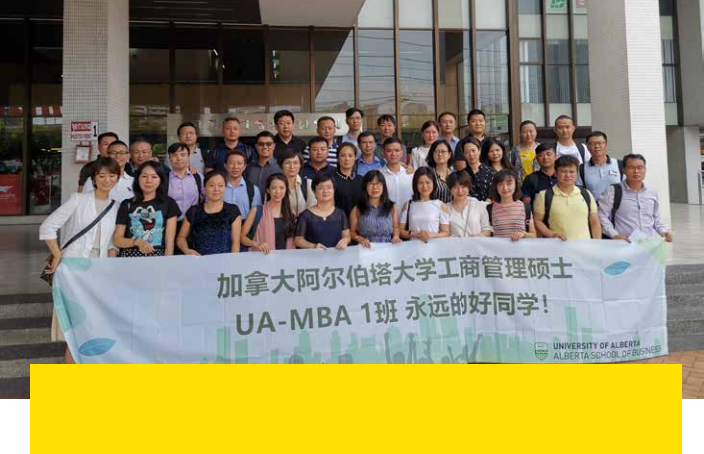 加拿大阿尔伯塔大学工商管理硕士
UA-MBA 1班 永远的好同学！
UNIVERSITY OF ALBERTA
ALBERTA SCHOOL OF BUSINESS